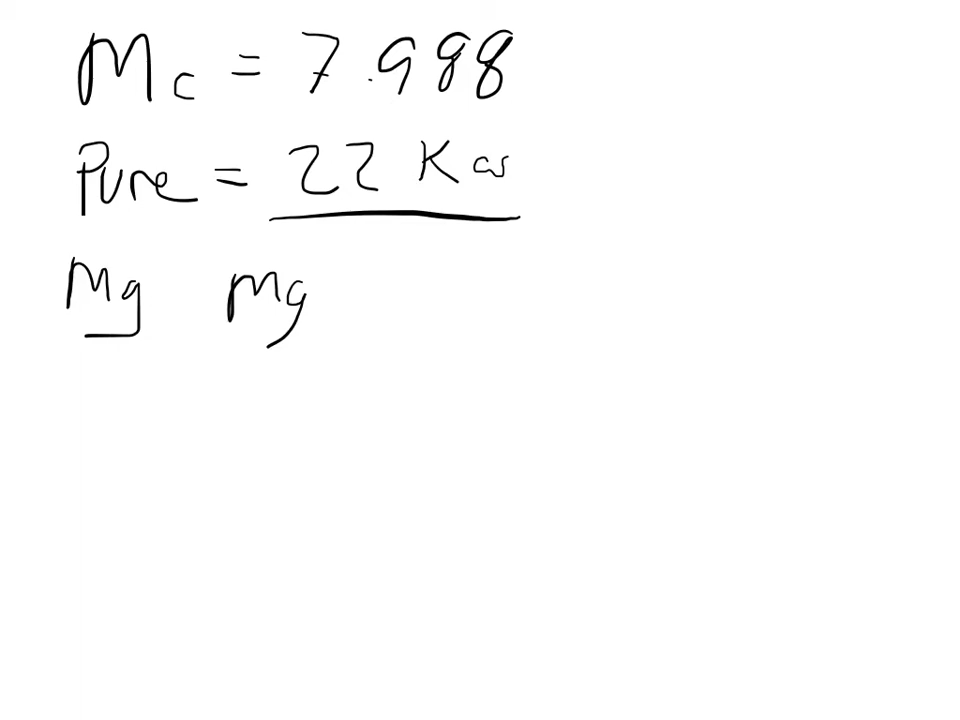 Mc = 7.988
Pure = 22 Kar
Mg mg